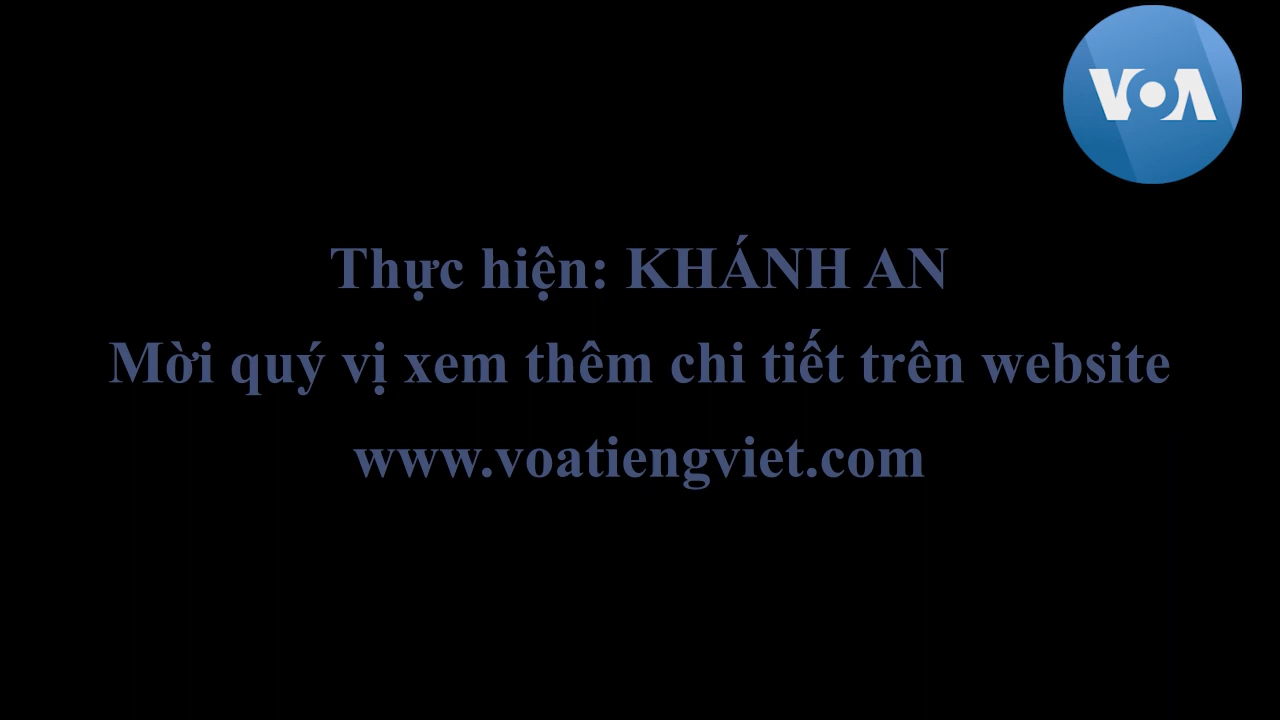 VOA
Thực hiện: KHÁNH AN
Mời quý vị xem thêm chi tiết trên website
www.voatiengviet.com